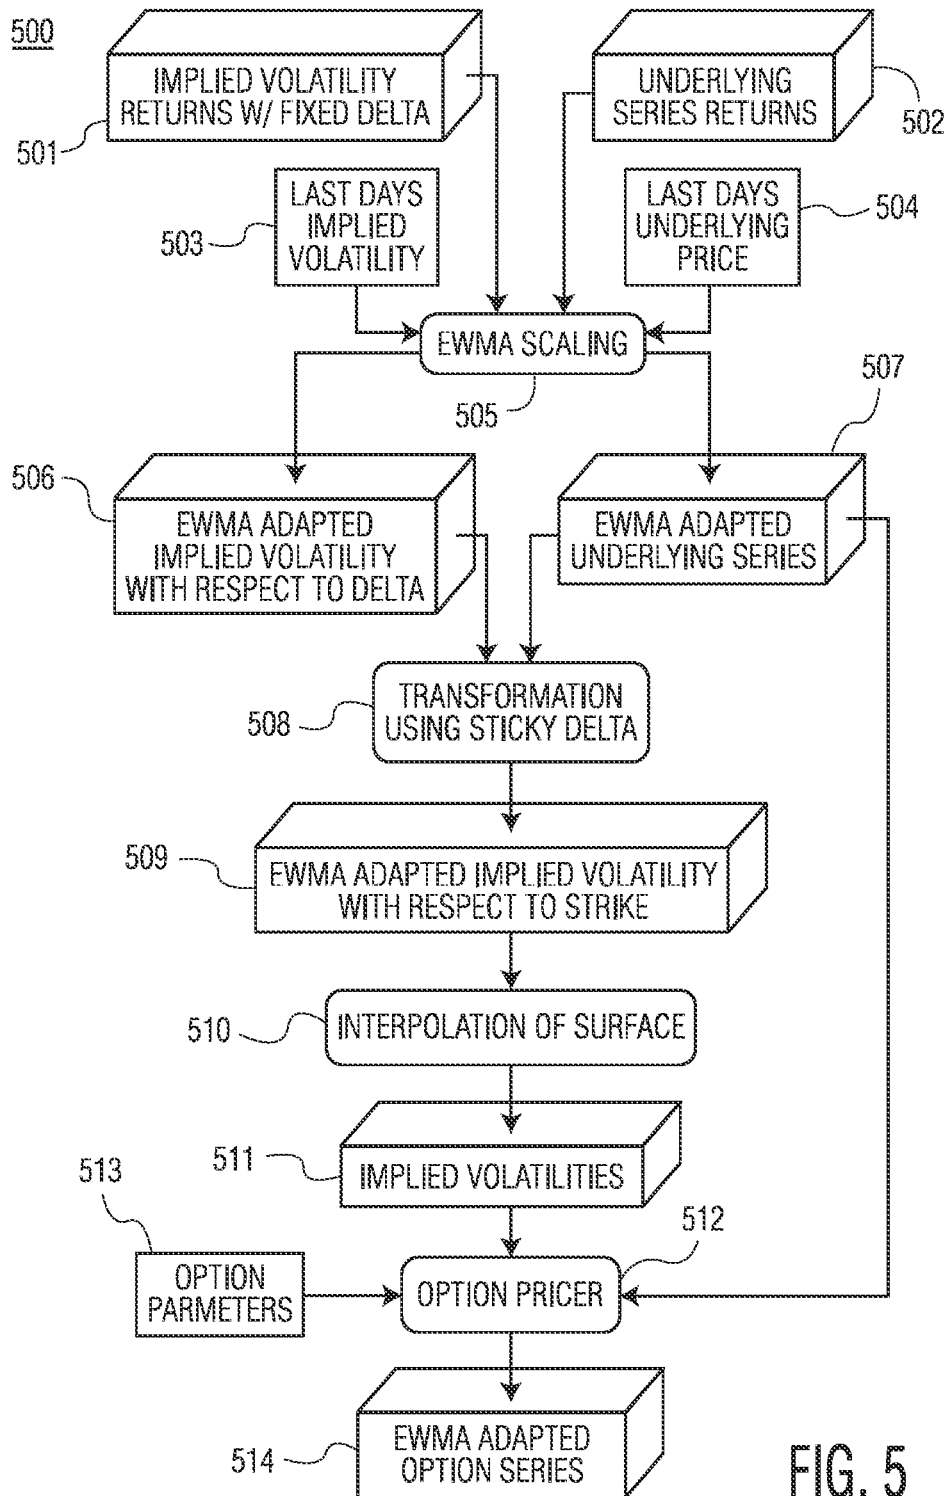 500
IMPLIED VOLATILITY
RETURNS W/ FIXED DELTA
501
UNDERLYING
SERIES RETURNS
502
LAST DAYS
IMPLIED
VOLATILITY
503
LAST DAYS
UNDERLYING
PRICE
504
EWMA SCALING
505
506
EWMA ADAPTED
IMPLIED VOLATILITY
WITH RESPECT TO DELTA
507
EWMA ADAPTED
UNDERLYING SERIES
508
TRANSFORMATION
USING STICKY DELTA
509
EWMA ADAPTED IMPLIED VOLATILITY
WITH RESPECT TO STRIKE
510
INTERPOLATION OF SURFACE
511
IMPLIED VOLATILITIES
513
OPTION
PARMETERS
512
OPTION PRICER
514
EWMA ADAPTED
OPTION SERIES
FIG. 5